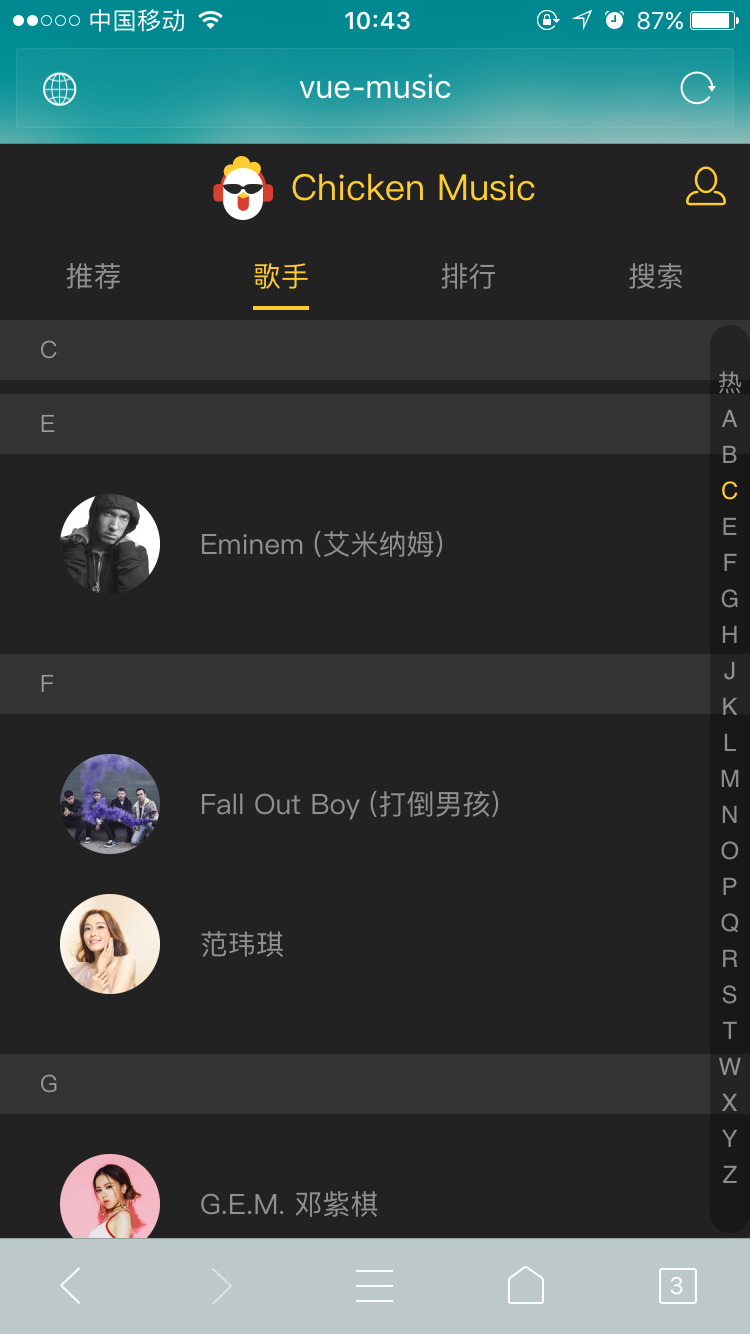 中国移动 10:43 87%
vue-music
Chicken Music
推荐 歌手 排行 搜索
C
E
Eminem (艾米纳姆)
F
Fall Out Boy (打倒男孩)
范玮琪
G
G.E.M. 邓紫棋
热
A
B
C
E
F
G
H
J
K
L
M
N
O
P
Q
R
S
T
W
X
Y
Z
3